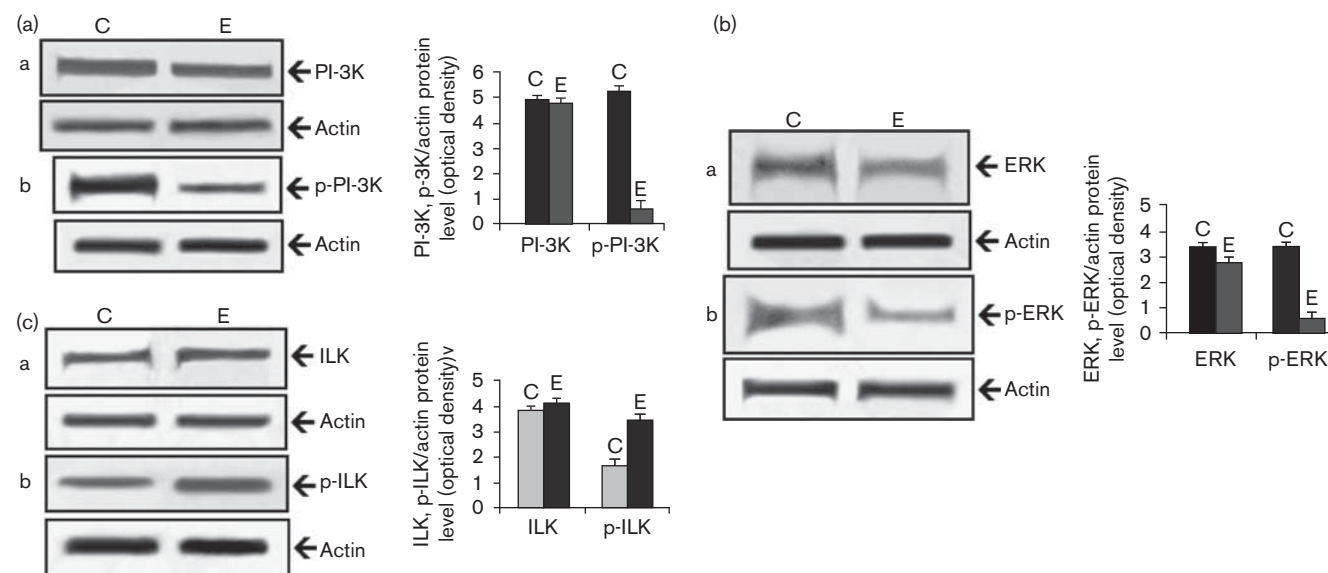 (a)
C E
a
PI-3K
Actin
b
p-PI-3K
Actin
PI-3K, p-3K/actin protein
level (optical density)
6
5
4
3
2
1
0
C E
C
E
PI-3K p-PI-3K
(b)
C E
a
ERK
Actin
b
p-ERK
Actin
ERK, p-ERK/actin protein
level (optical density)
5
4
3
2
1
0
C
E
C
E
ERK p-ERK
(c)
C E
a
ILK
Actin
b
p-ILK
Actin
ILK, p-ILK/actin protein
level (optical density)v
5
4
3
2
1
0
C E
C
E
ILK p-ILK